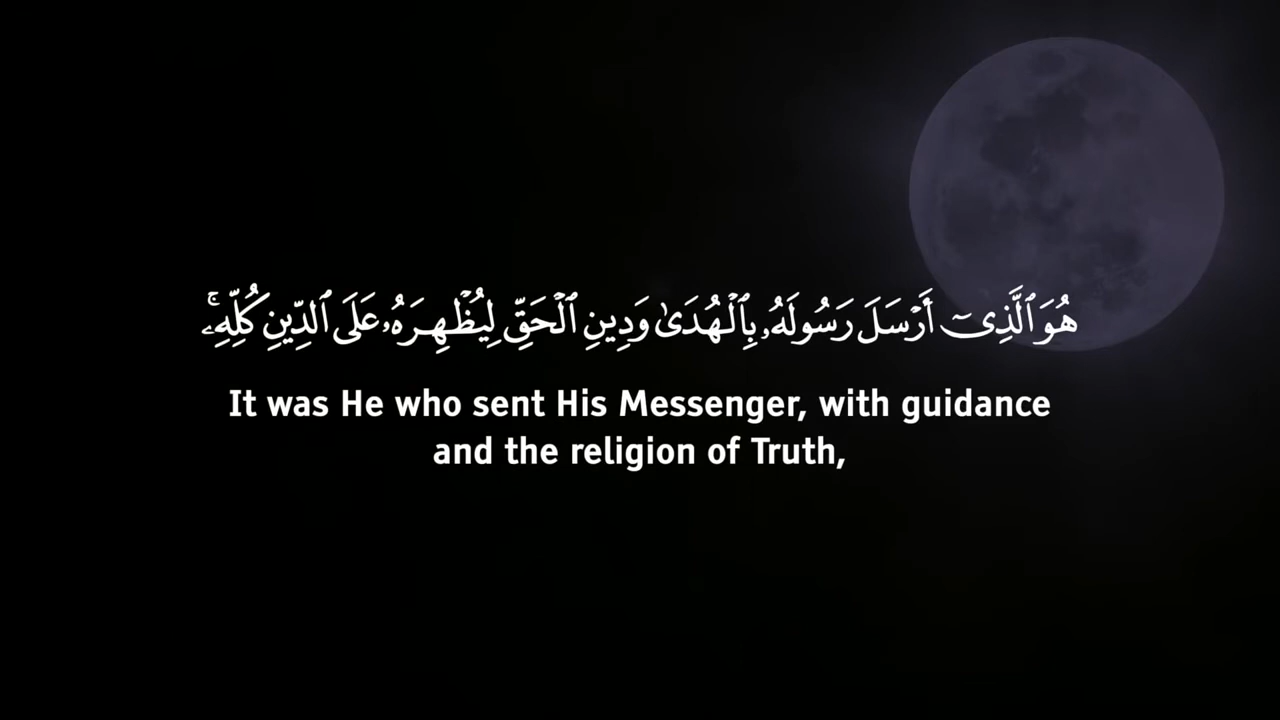 هُوَ ٱلَّذِىٓ أَرْسَلَ رَسُولَهُۥ بِٱلْهُدَىٰ وَدِينِ ٱلْحَقِّ لِيُظْهِرَهُۥ عَلَى ٱلدِّينِ كُلِّهِۦ ۚ
It was He who sent His Messenger, with guidance
and the religion of Truth,